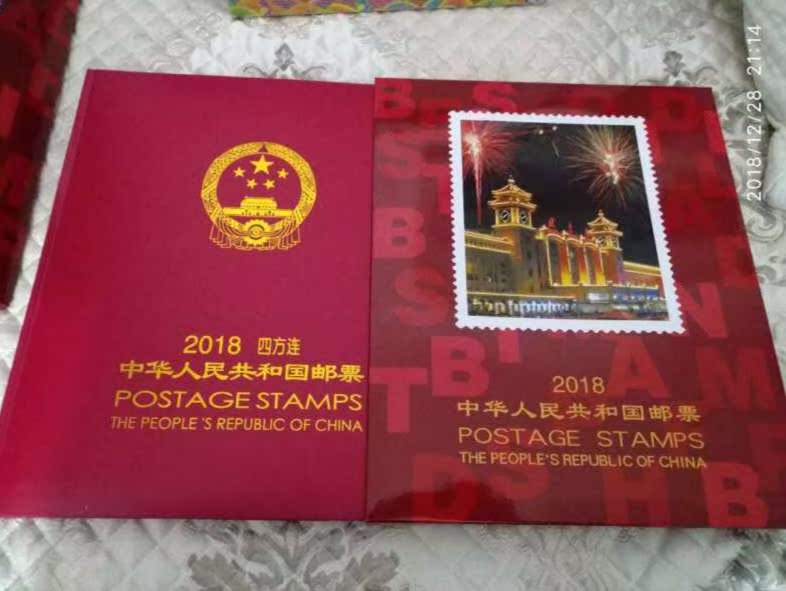 2018 四方连
中华人民共和国邮票
POSTAGE STAMPS
THE PEOPLE'S REPUBLIC OF CHINA
2018
中华人民共和国邮票
POSTAGE STAMPS
THE PEOPLE'S REPUBLIC OF CHINA
2018/12/28 21:14